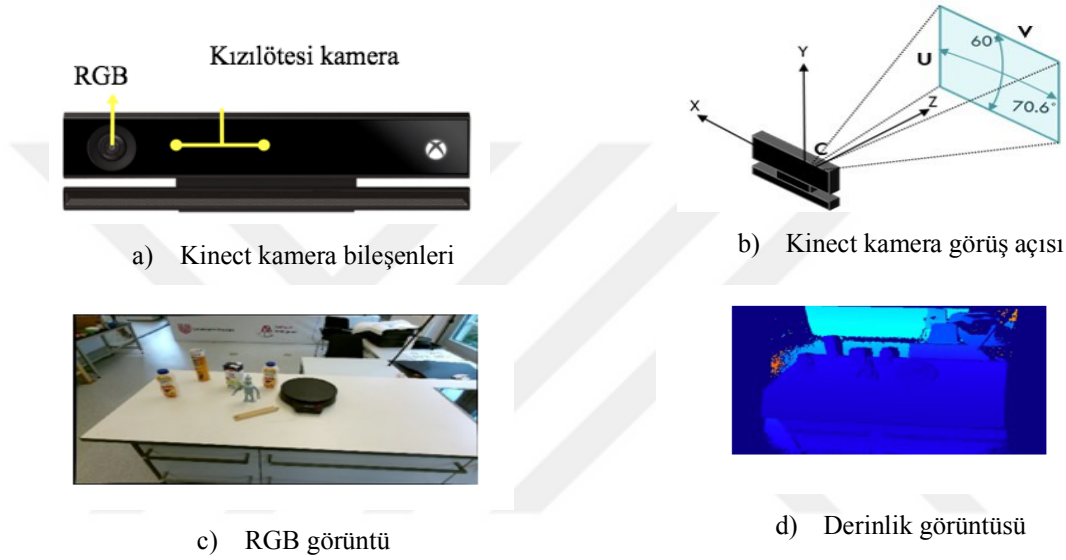 Kızılötesi kamera
RGB
a) Kinect kamera bileşenleri
V
60°
U
Y
70.6°
X
Z
C
b) Kinect kamera görüş açısı
c) RGB görüntü
d) Derinlik görüntüsü